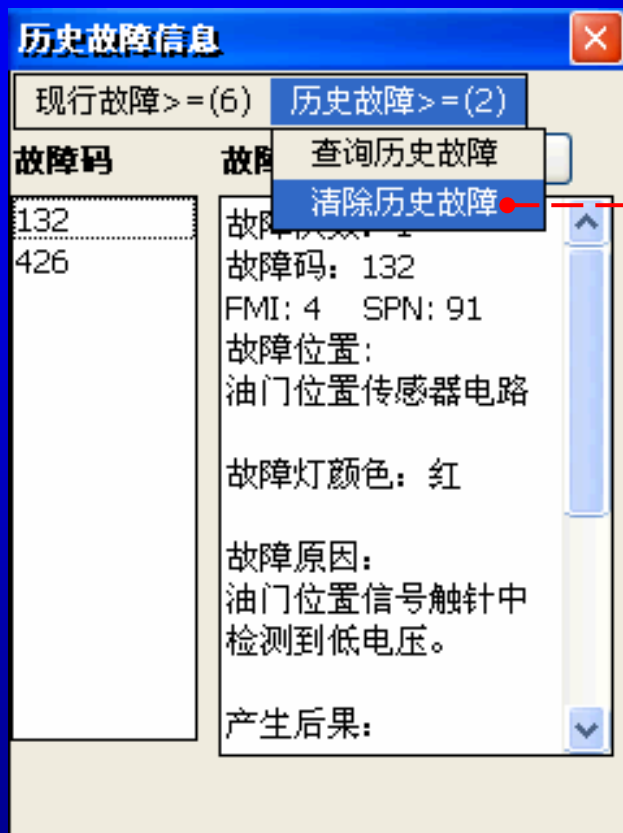 历史故障信息
现行故障>=(6) 历史故障>=(2)
查询历史故障
清除历史故障
故障码
132
426
故障码：132
FMI: 4 SPN: 91
故障位置:
油门位置传感器电路
故障灯颜色：红
故障原因：
油门位置信号触针中
检测到低电压。
产生后果：